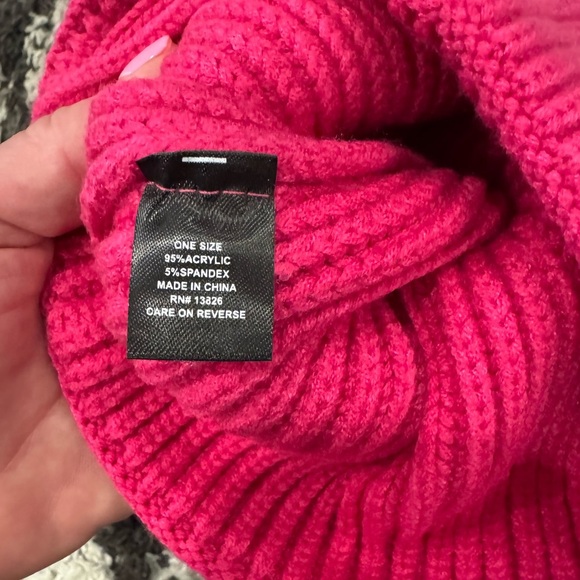 ONE SIZE
95%ACRYLIC
5%SPANDEX
MADE IN CHINA
RN# 13826
CARE ON REVERSE